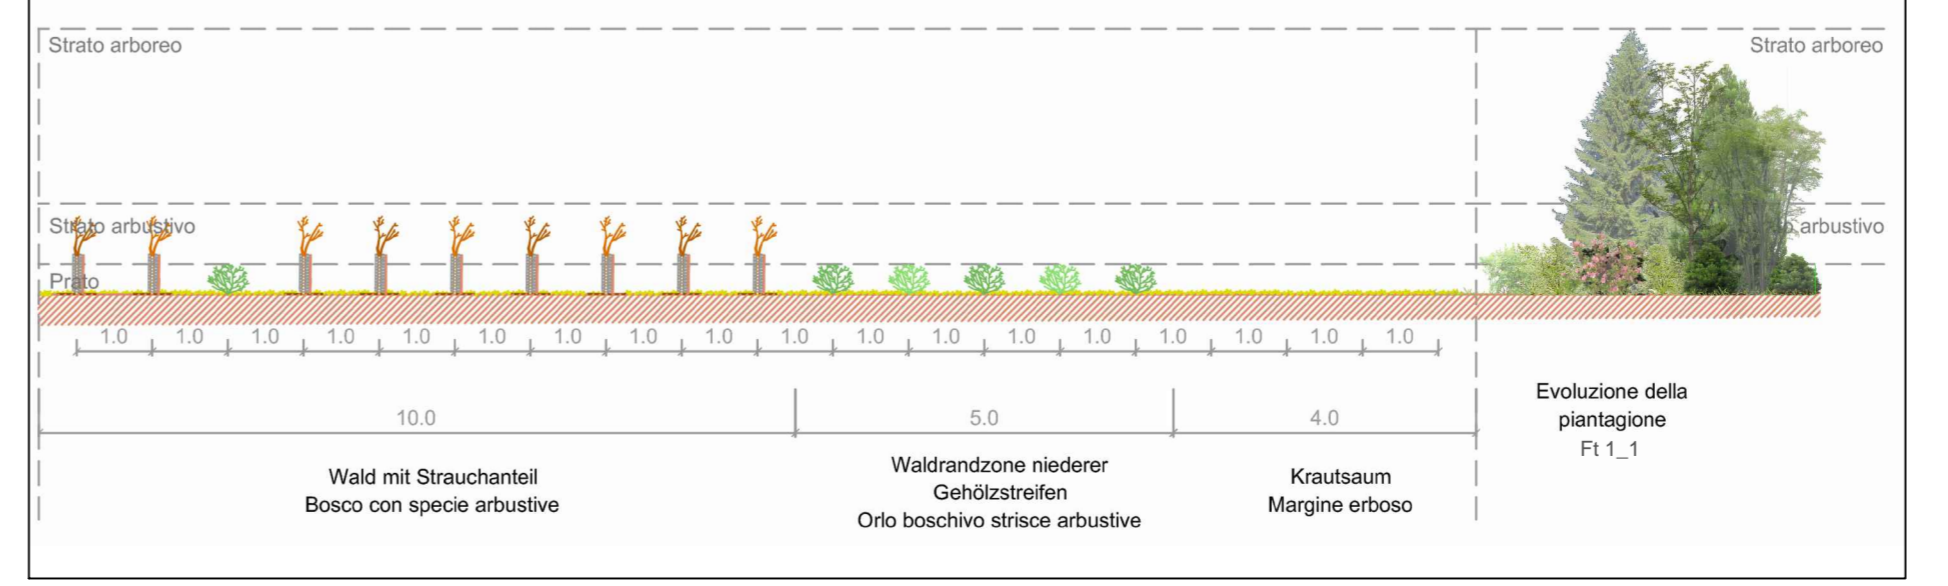 Strato arboreo
Strato arboreo
Strato arbustivo
arbustivo
Prato
1.0 1.0 1.0 1.0 1.0 1.0 1.0 1.0 1.0 1.0 1.0 1.0 1.0 1.0 1.0 1.0 1.0 1.0
10.0
5.0
4.0
Wald mit Strauchanteil
Bosco con specie arbustive
Waldrandzone niederer
Gehölzstreifen
Orlo boschivo strisce arbustive
Krautsaum
Margine erboso
Evoluzione della
piantagione
Ft 1_1